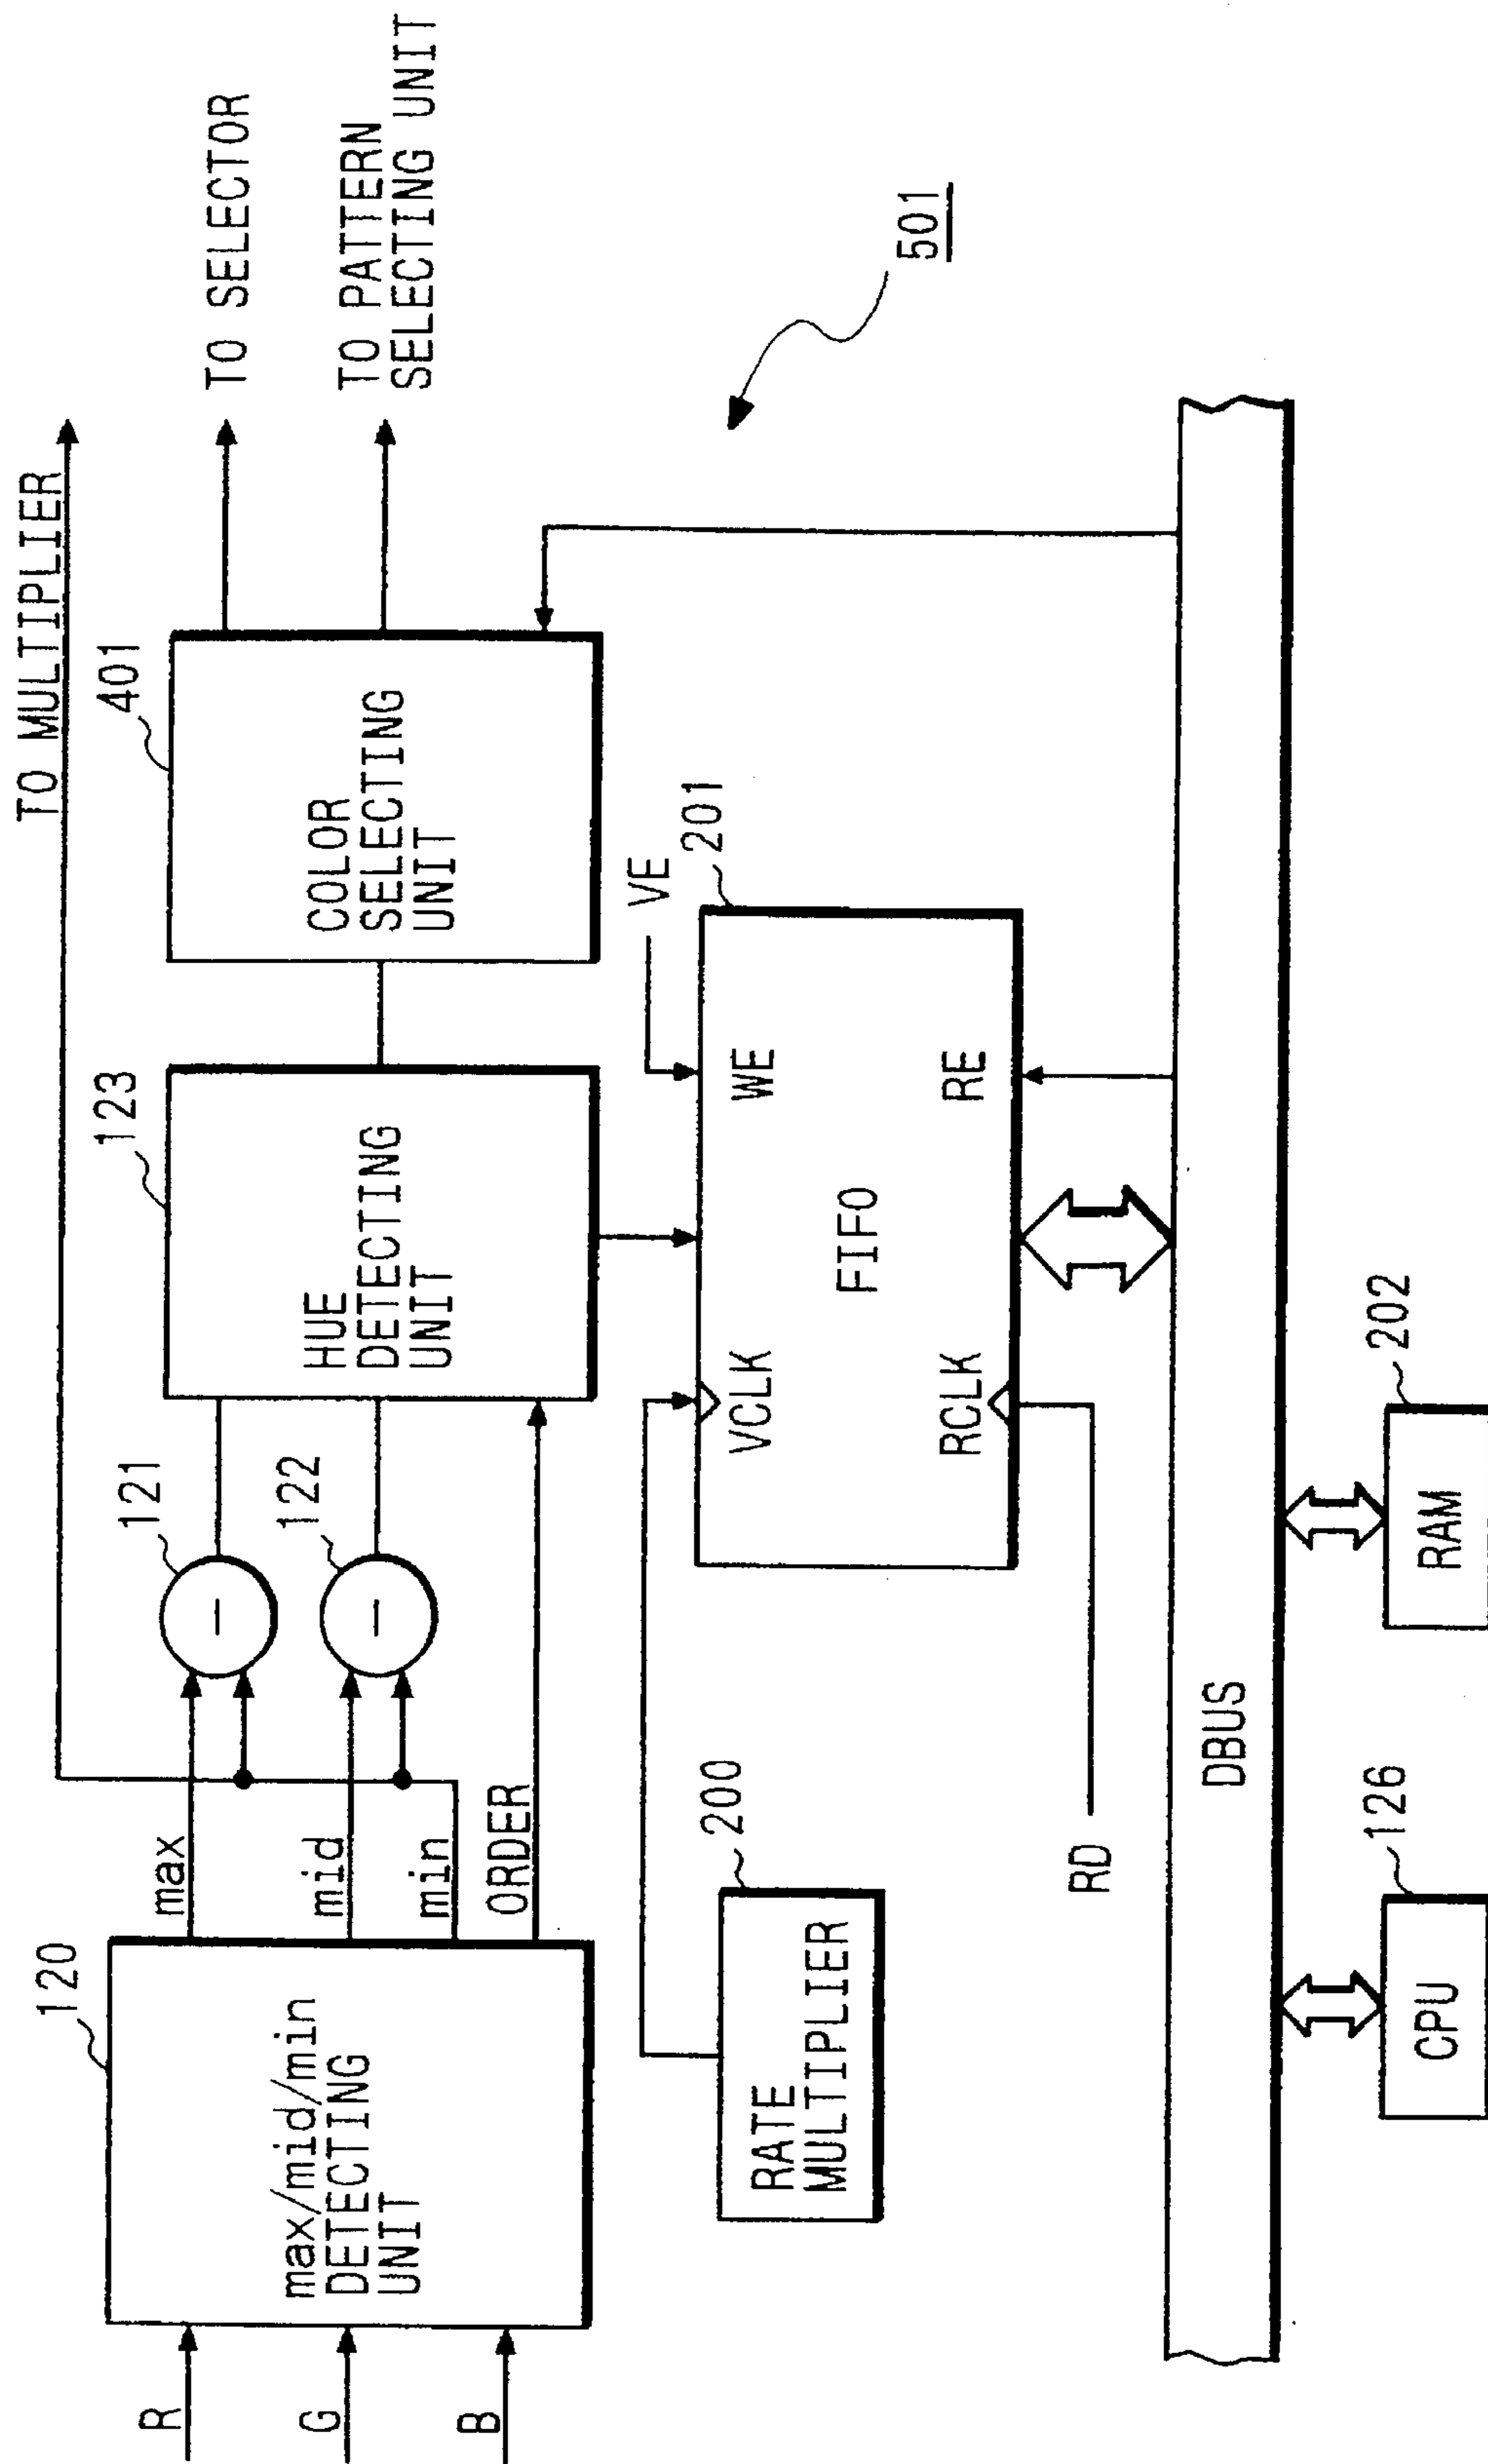 TO MULTIPLIER
TO SELECTOR
TO PATTERN
SELECTING UNIT
501
R
G
B
120
max/mid/min
DETECTING
UNIT
max
mid
min
ORDER
121
−
122
−
123
HUE
DETECTING
UNIT
401
COLOR
SELECTING
UNIT
200
RATE
MULTIPLIER
VE
201
VCLK
WE
FIFO
RCLK
RE
RD
DBUS
126
CPU
202
RAM